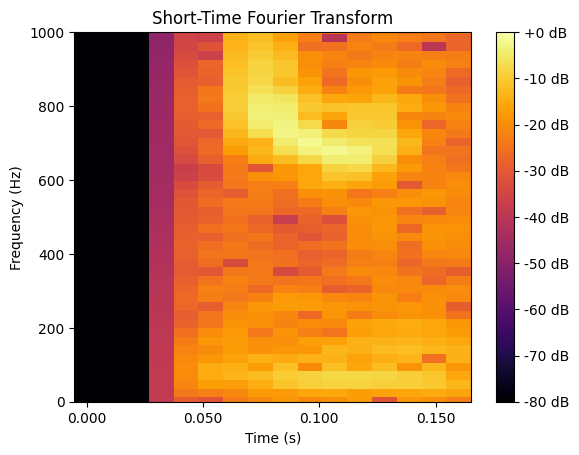 Short-Time Fourier Transform
1000
800
600
400
200
0
Frequency (Hz)
0.000
0.050
0.100
0.150
Time (s)
+0 dB
-10 dB
-20 dB
-30 dB
-40 dB
-50 dB
-60 dB
-70 dB
-80 dB